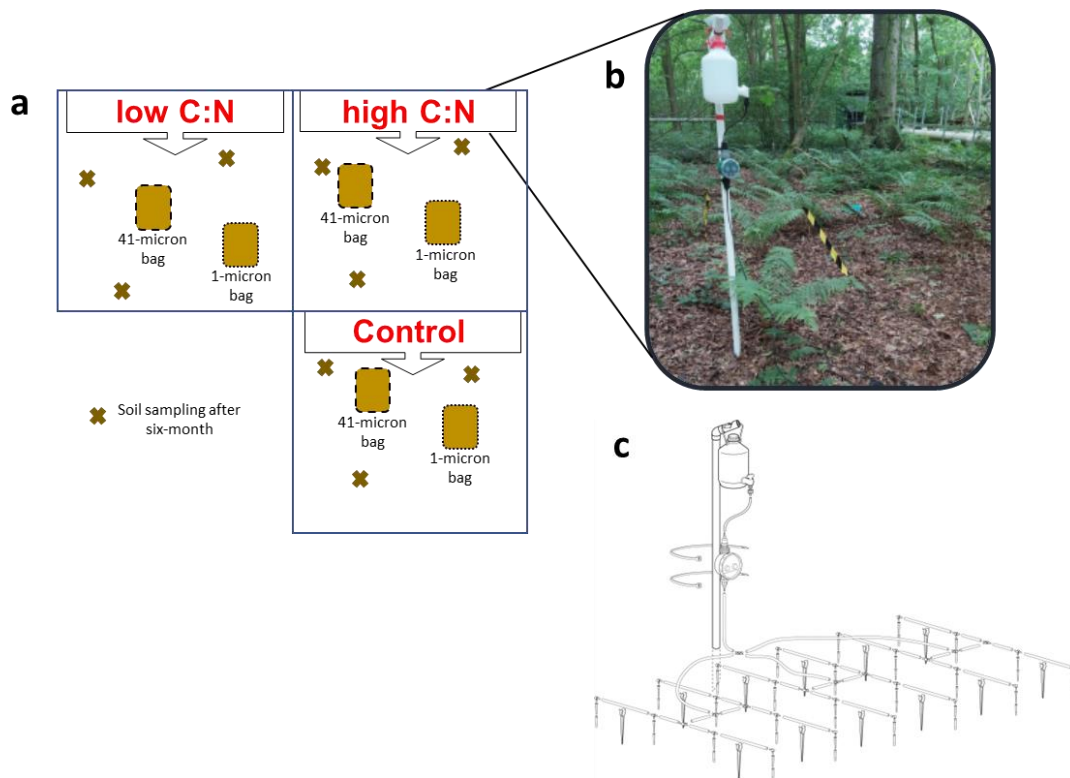 a
low C:N
high C:N
b
41-micron
bag
1-micron
bag
41-micron
bag
1-micron
bag
Control
41-micron
bag
1-micron
bag
Soil sampling after
six-month
c